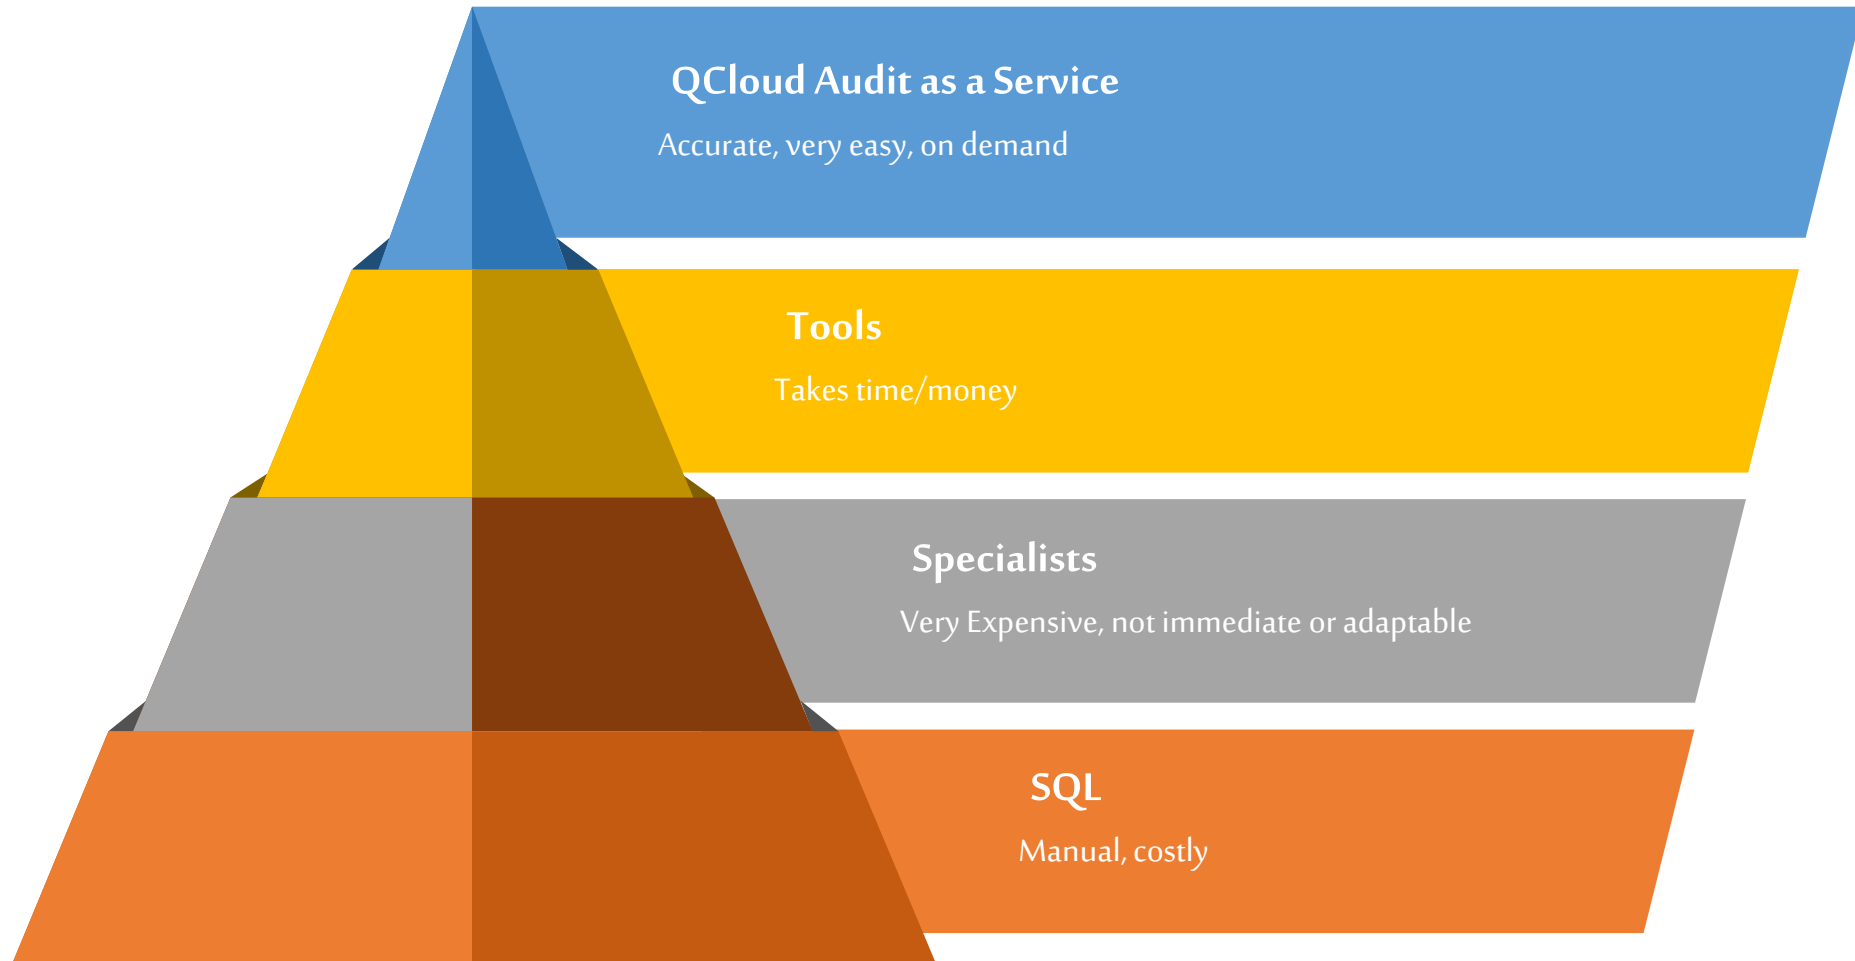 QCloud Audit as a Service
Accurate, very easy, on demand
Tools
Takes time/money
Specialists
Very Expensive, not immediate or adaptable
SQL
Manual, costly